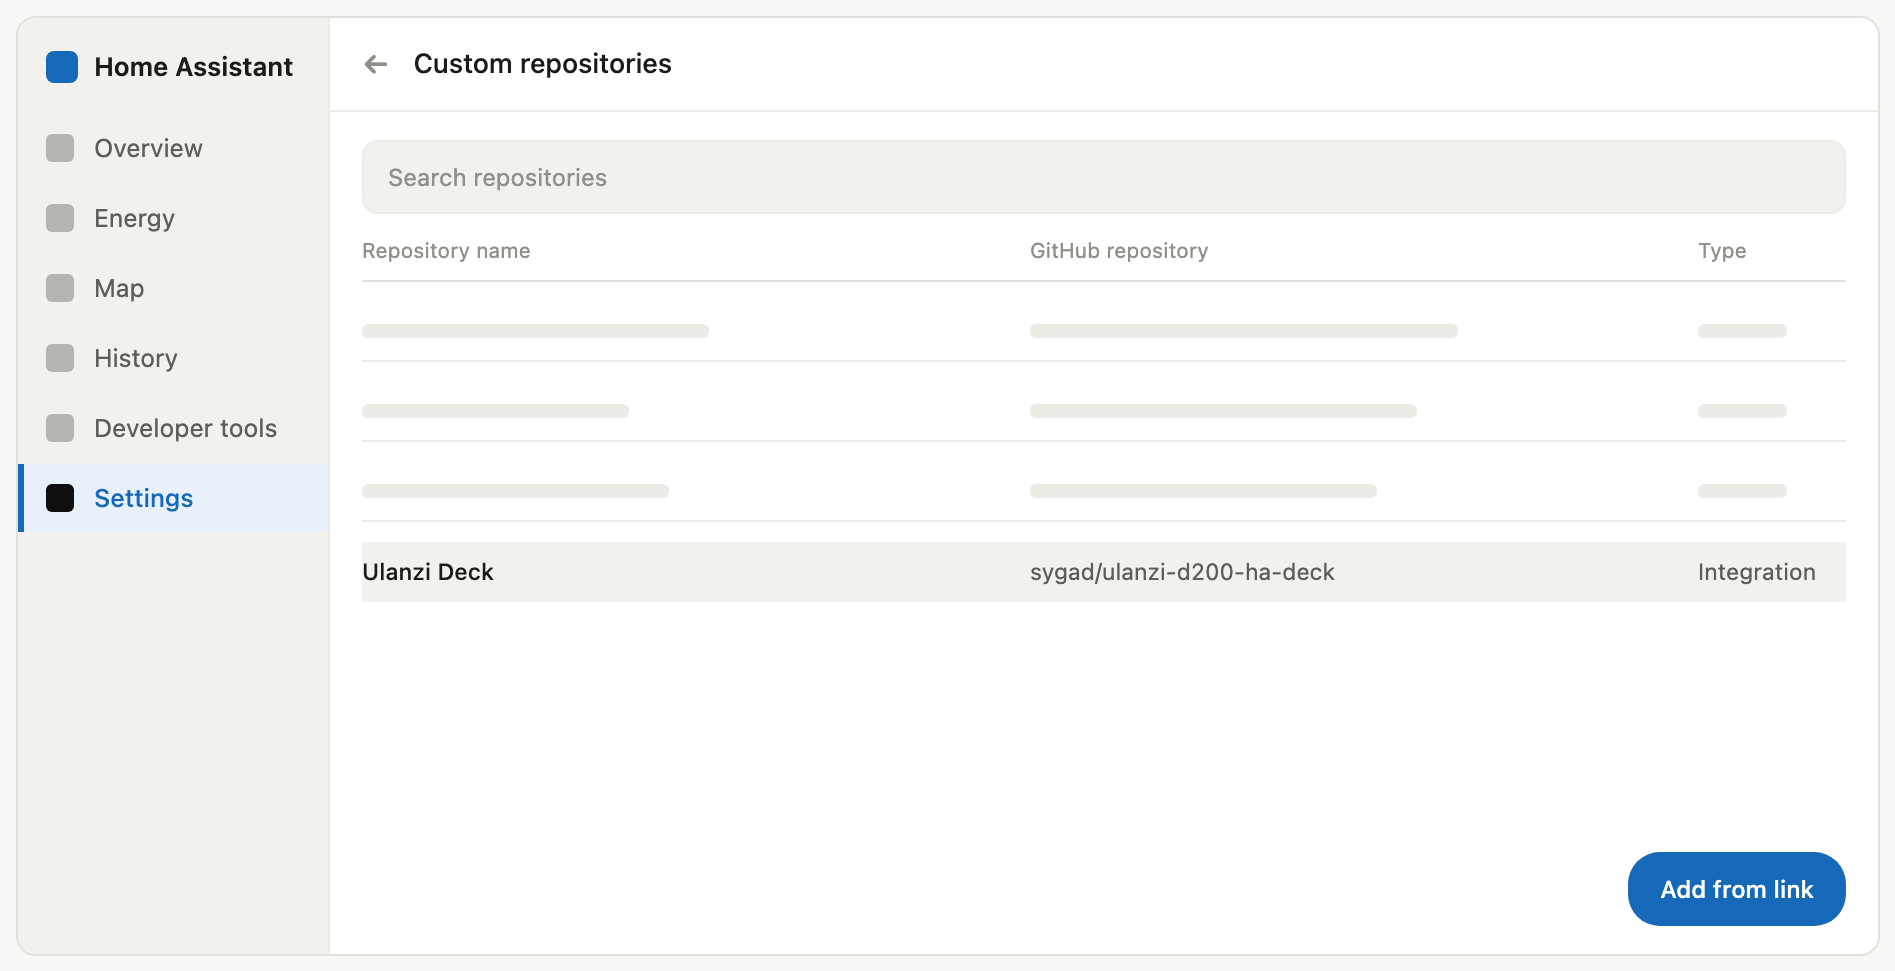 Home Assistant
Overview
Energy
Map
History
Developer tools
Settings
Custom repositories
Search repositories
Repository name GitHub repository Type
Ulanzi Deck sygad/ulanzi-d200-ha-deck Integration
Add from link